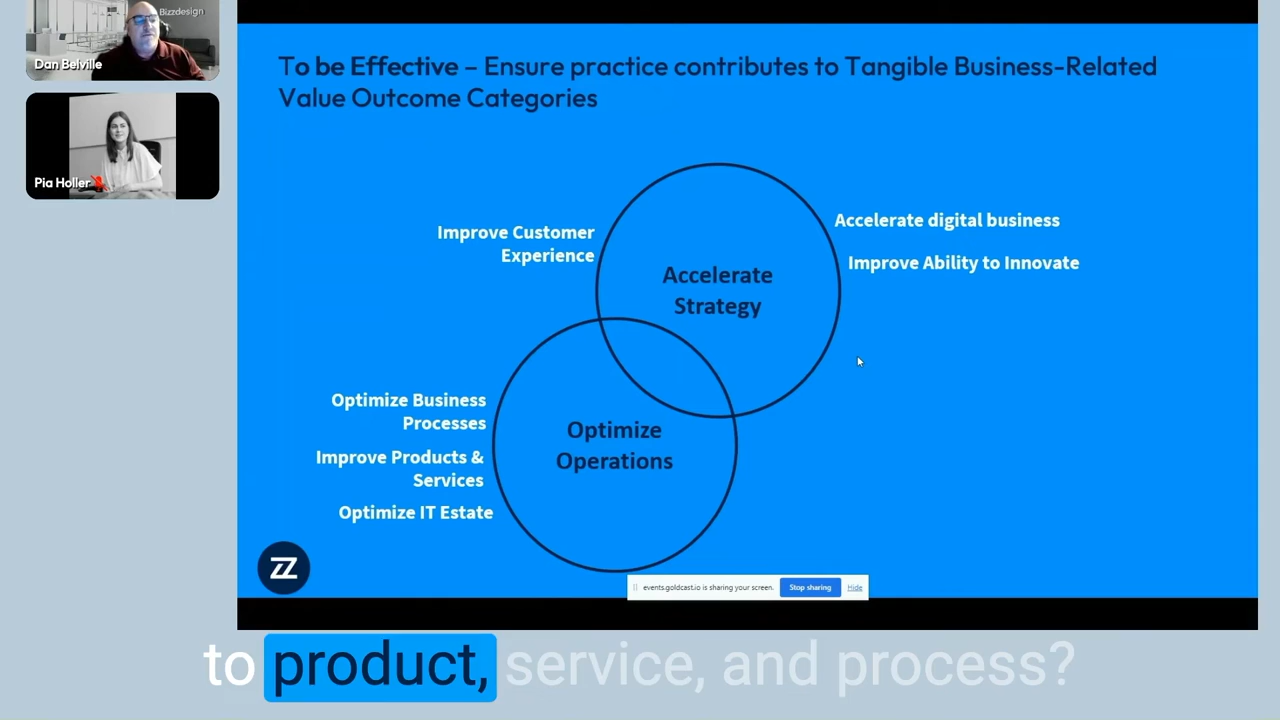 Bizzdesign
Dan Belville
Pia Holler
To be Effective – Ensure practice contributes to Tangible Business-Related
Value Outcome Categories
Improve Customer
Experience
Accelerate
Strategy
Accelerate digital business
Improve Ability to Innovate
Optimize Business
Processes
Improve Products &
Services
Optimize IT Estate
Optimize
Operations
events.goldcast.io is sharing your screen.
Stop sharing
Hide
to product, service, and process?